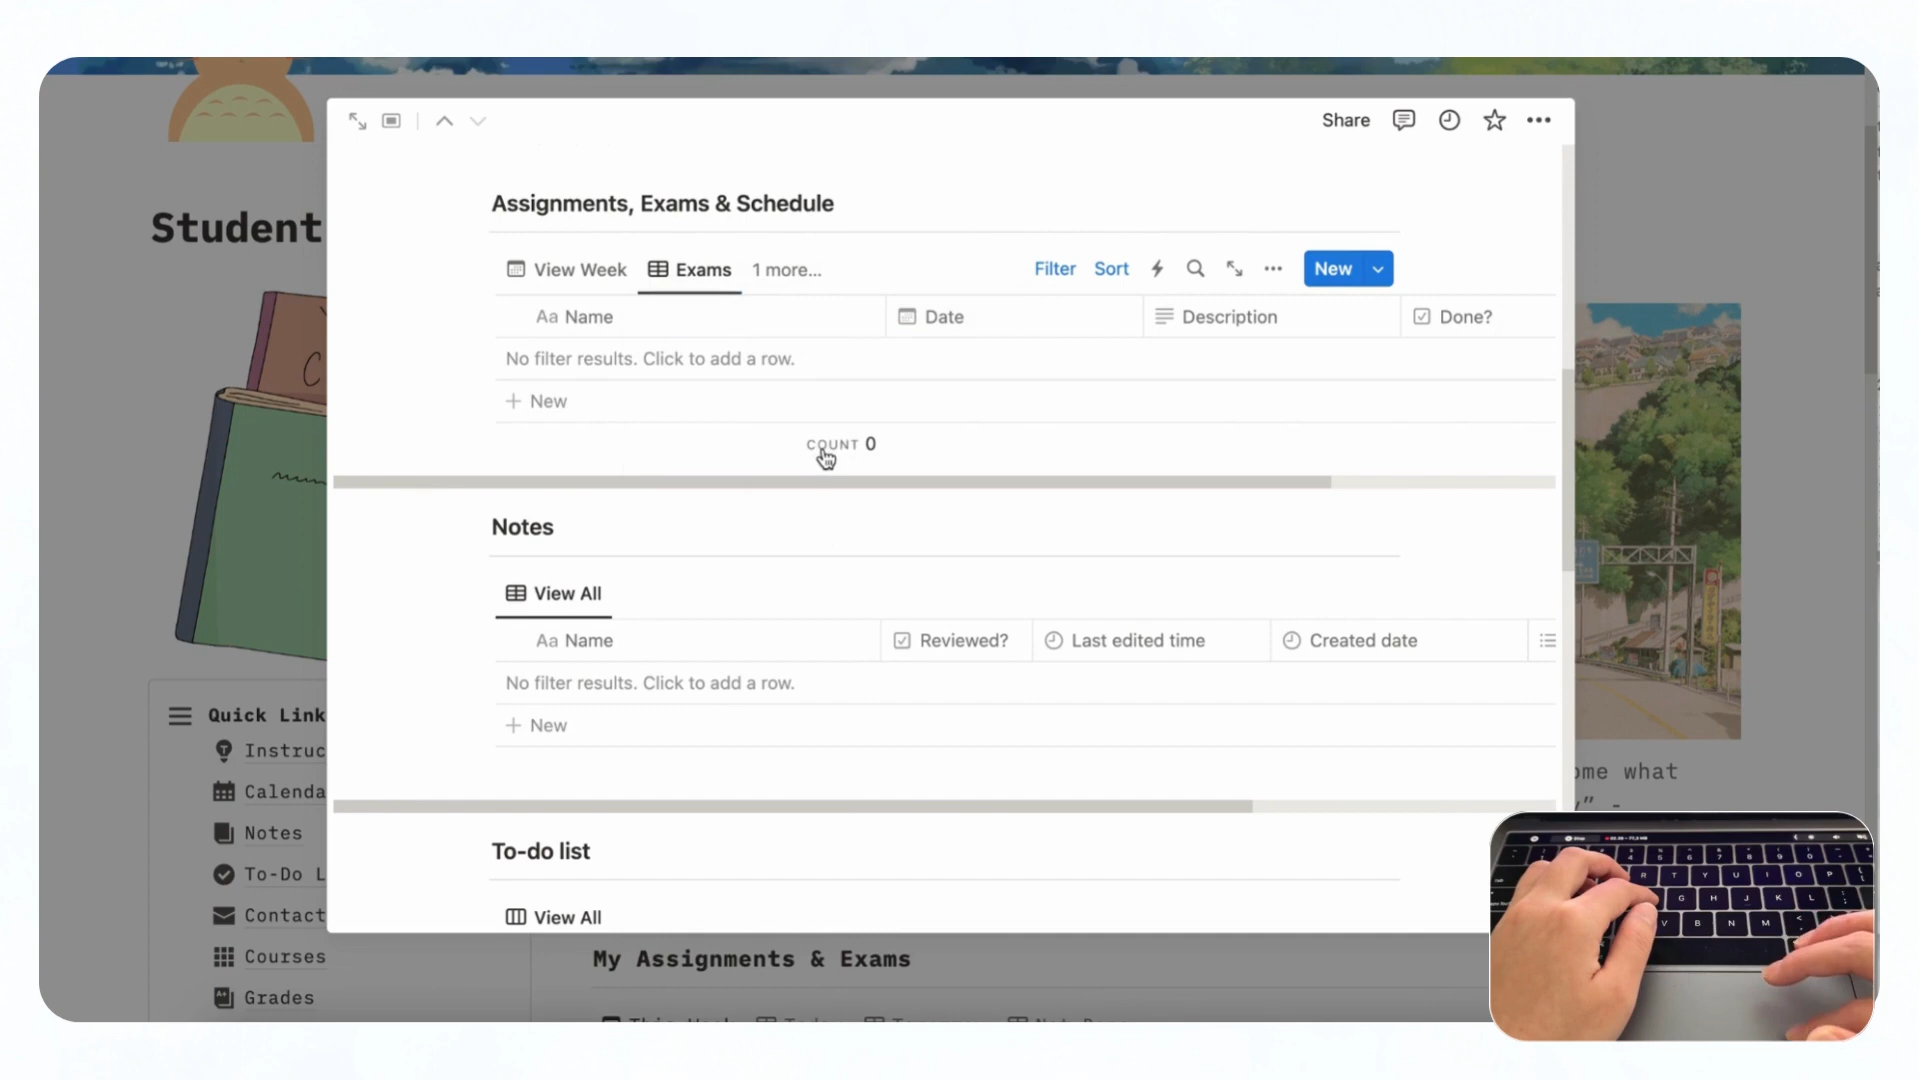 Share
Student
Assignments, Exams & Schedule
View Week
Exams
1 more...
Filter
Sort
New
Aa Name
Date
Description
Done?
No filter results. Click to add a row.
+ New
COUNT 0
Notes
View All
Aa Name
Reviewed?
Last edited time
Created date
No filter results. Click to add a row.
+ New
To-do list
View All
Quick Link
Instruc
Calenda
Notes
To-Do L
Contact
Courses
Grades
ome what
y” -
My Assignments & Exams